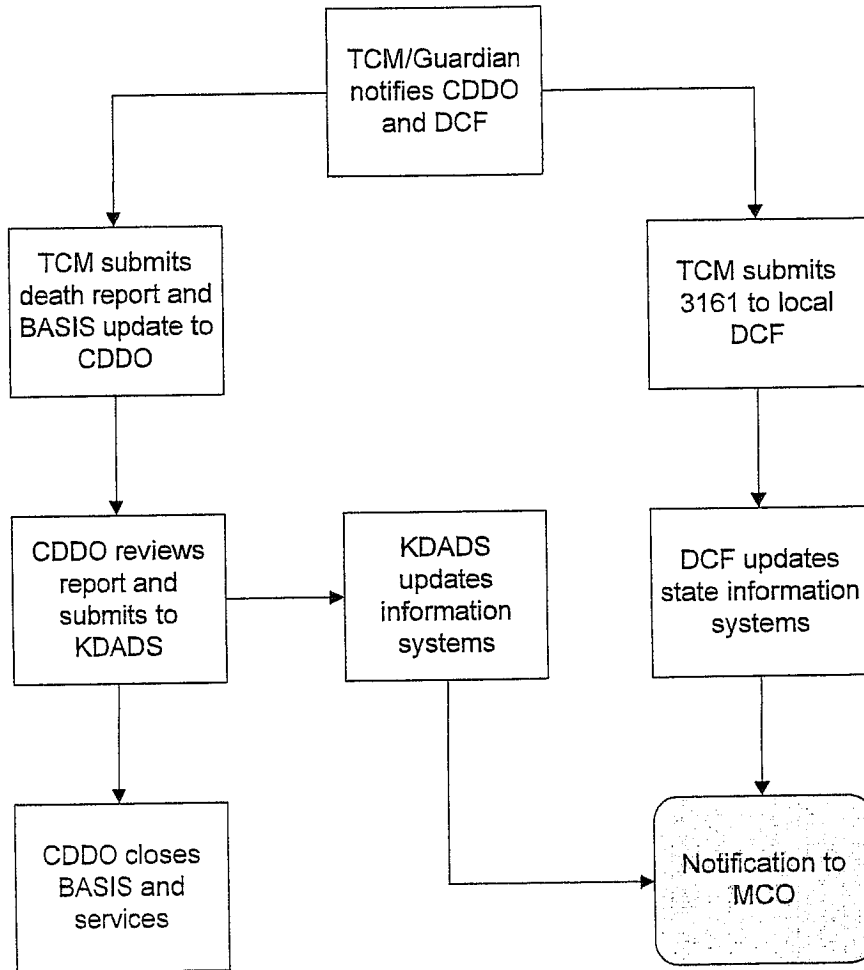 TCM/Guardian
notifies CDDO
and DCF
TCM submits
death report and
BASIS update to
CDDO
TCM submits
3161 to local
DCF
CDDO reviews
report and
submits to
KDADS
KDADS
updates
information
systems
DCF updates
state information
systems
CDDO closes
BASIS and
services
Notification to
MCO